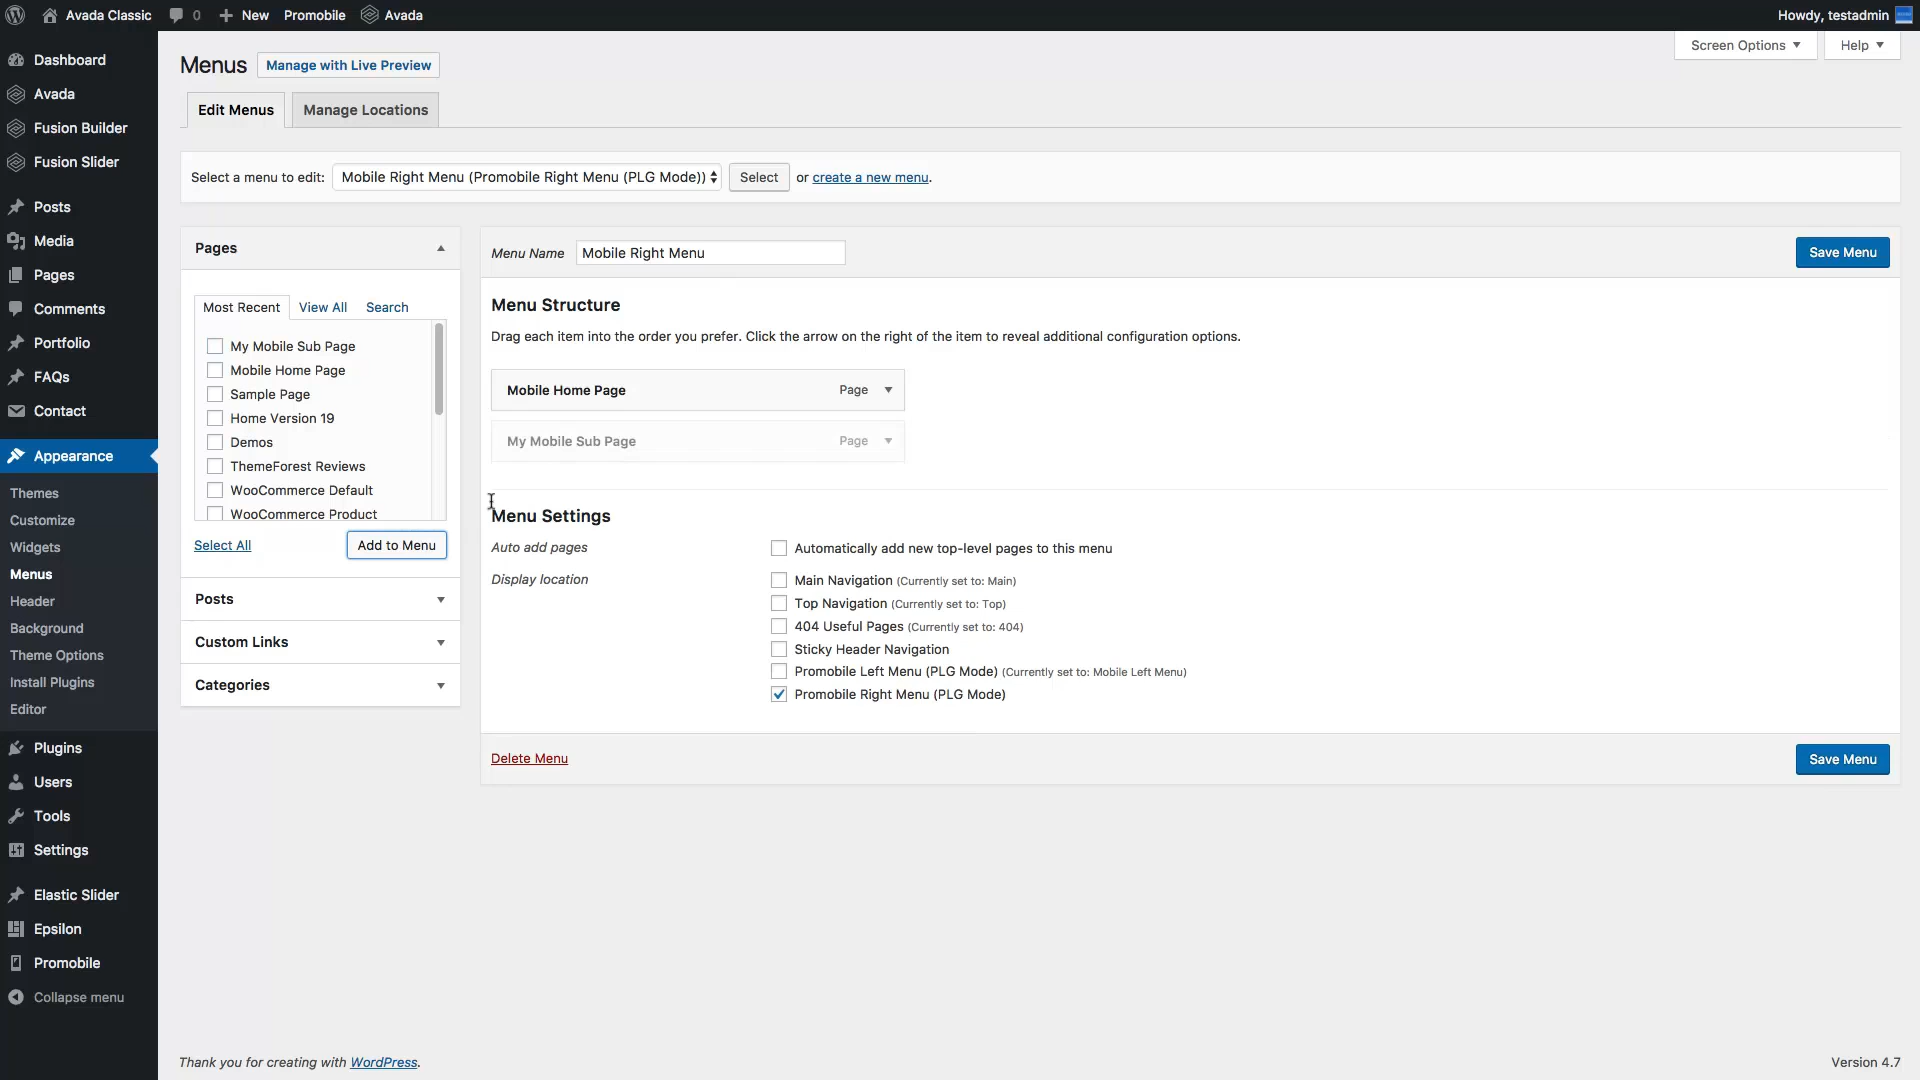 Avada Classic 0 New Promobile Avada Howdy, testadmin
Screen Options Help
Menus Manage with Live Preview
Edit Menus Manage Locations
Select a menu to edit: Mobile Right Menu (Promobile Right Menu (PLG Mode)) Select or create a new menu.
Dashboard
Avada
Fusion Builder
Fusion Slider
Posts
Media
Pages
Comments
Portfolio
FAQs
Contact
Appearance
Themes
Customize
Widgets
Menus
Header
Background
Theme Options
Install Plugins
Editor
Plugins
Users
Tools
Settings
Elastic Slider
Epsilon
Promobile
Collapse menu
Pages
Most Recent View All Search
My Mobile Sub Page
Mobile Home Page
Sample Page
Home Version 19
Demos
ThemeForest Reviews
WooCommerce Default
WooCommerce Product
Select All Add to Menu
Posts
Custom Links
Categories
Menu Name Mobile Right Menu Save Menu
Menu Structure
Drag each item into the order you prefer. Click the arrow on the right of the item to reveal additional configuration options.
Mobile Home Page Page
My Mobile Sub Page Page
Menu Settings
Auto add pages Automatically add new top-level pages to this menu
Display location Main Navigation (Currently set to: Main)
Top Navigation (Currently set to: Top)
404 Useful Pages (Currently set to: 404)
Sticky Header Navigation
Promobile Left Menu (PLG Mode) (Currently set to: Mobile Left Menu)
Promobile Right Menu (PLG Mode)
Delete Menu Save Menu
Thank you for creating with WordPress. Version 4.7